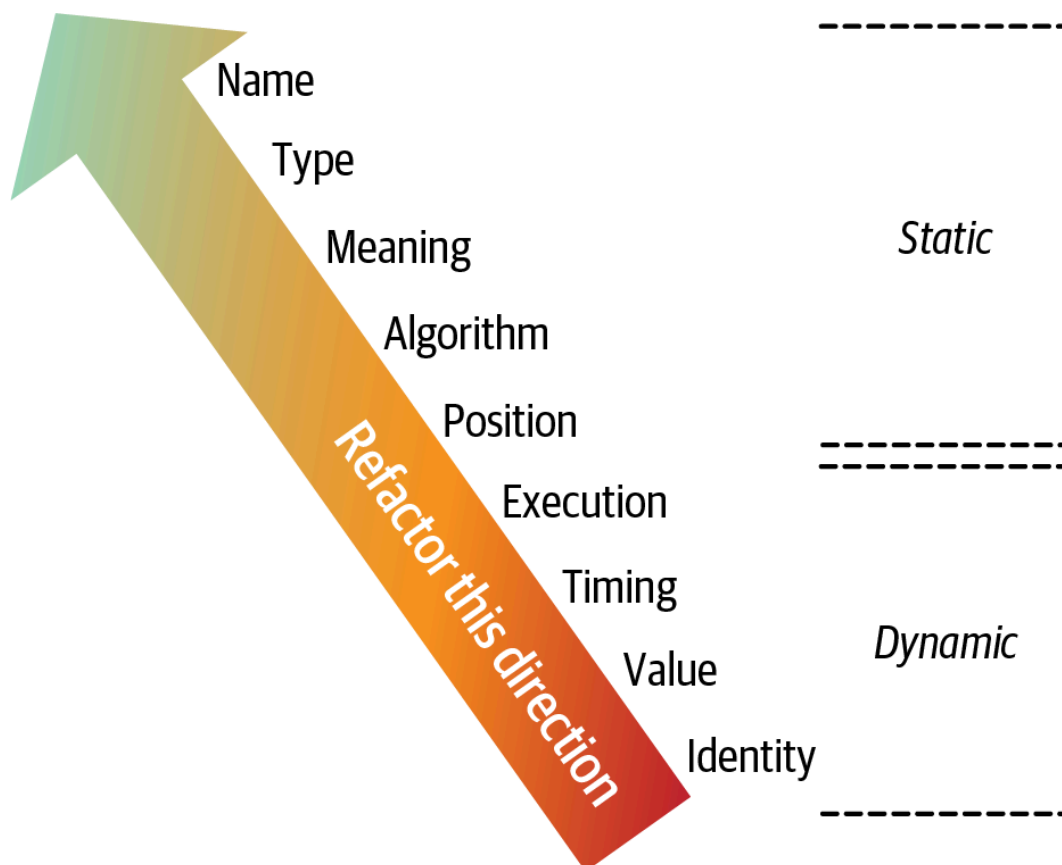 Name
Type
Meaning
Static
Algorithm
Position
Refactor this direction
Execution
Timing
Dynamic
Value
Identity